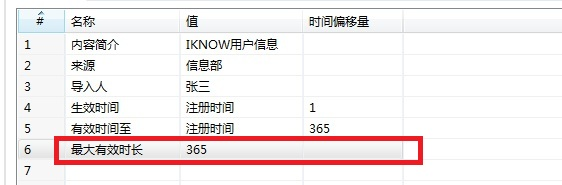 # 名称 值 时间偏移量
1 内容简介 IKNOW用户信息
2 来源 信息部
3 导入人 张三
4 生效时间 注册时间 1
5 有效时间至 注册时间 365
6 最大有效时长 365
7